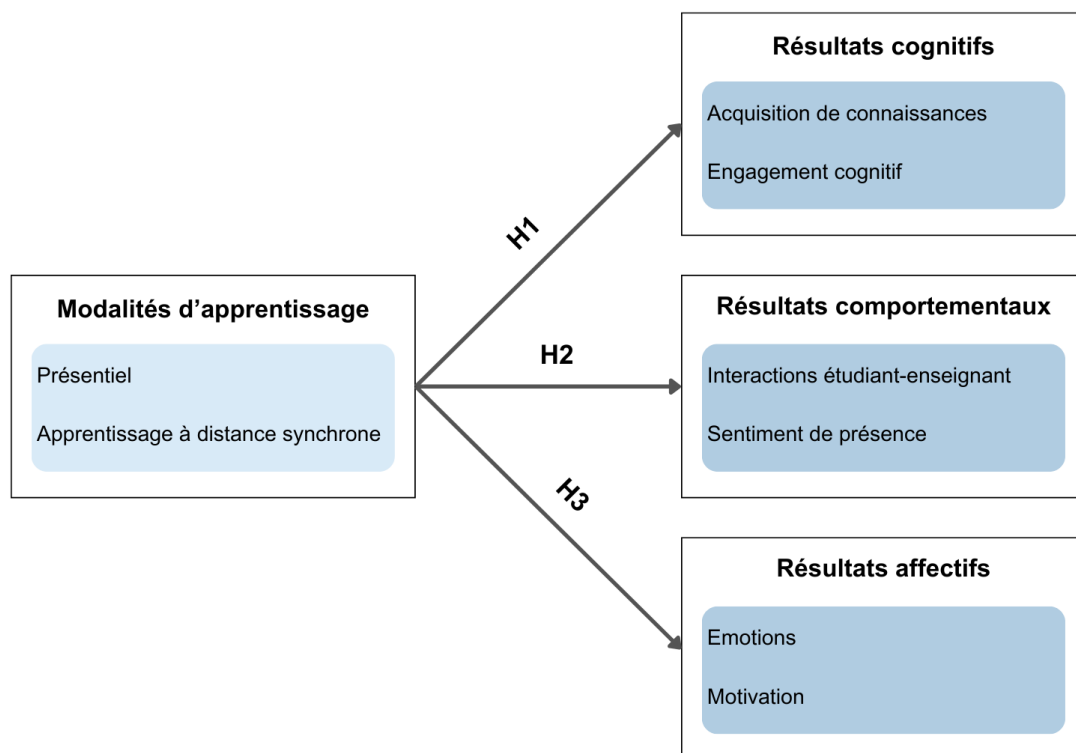 Résultats cognitifs
Acquisition de connaissances
Engagement cognitif
H1
Modalités d’apprentissage
Présentiel
Apprentissage à distance synchrone
H2
Résultats comportementaux
Interactions étudiant-enseignant
Sentiment de présence
H3
Résultats affectifs
Emotions
Motivation